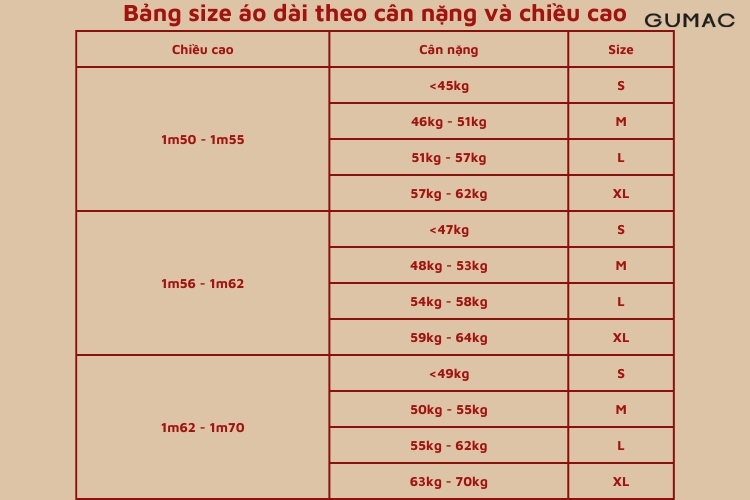 Bảng size áo dài theo cân nặng và chiều cao
GUMAC
Chiều cao Cân nặng Size
1m50 - 1m55
<45kg S
46kg - 51kg M
51kg - 57kg L
57kg - 62kg XL
1m56 - 1m62
<47kg S
48kg - 53kg M
54kg - 58kg L
59kg - 64kg XL
1m62 - 1m70
<49kg S
50kg - 55kg M
55kg - 62kg L
63kg - 70kg XL